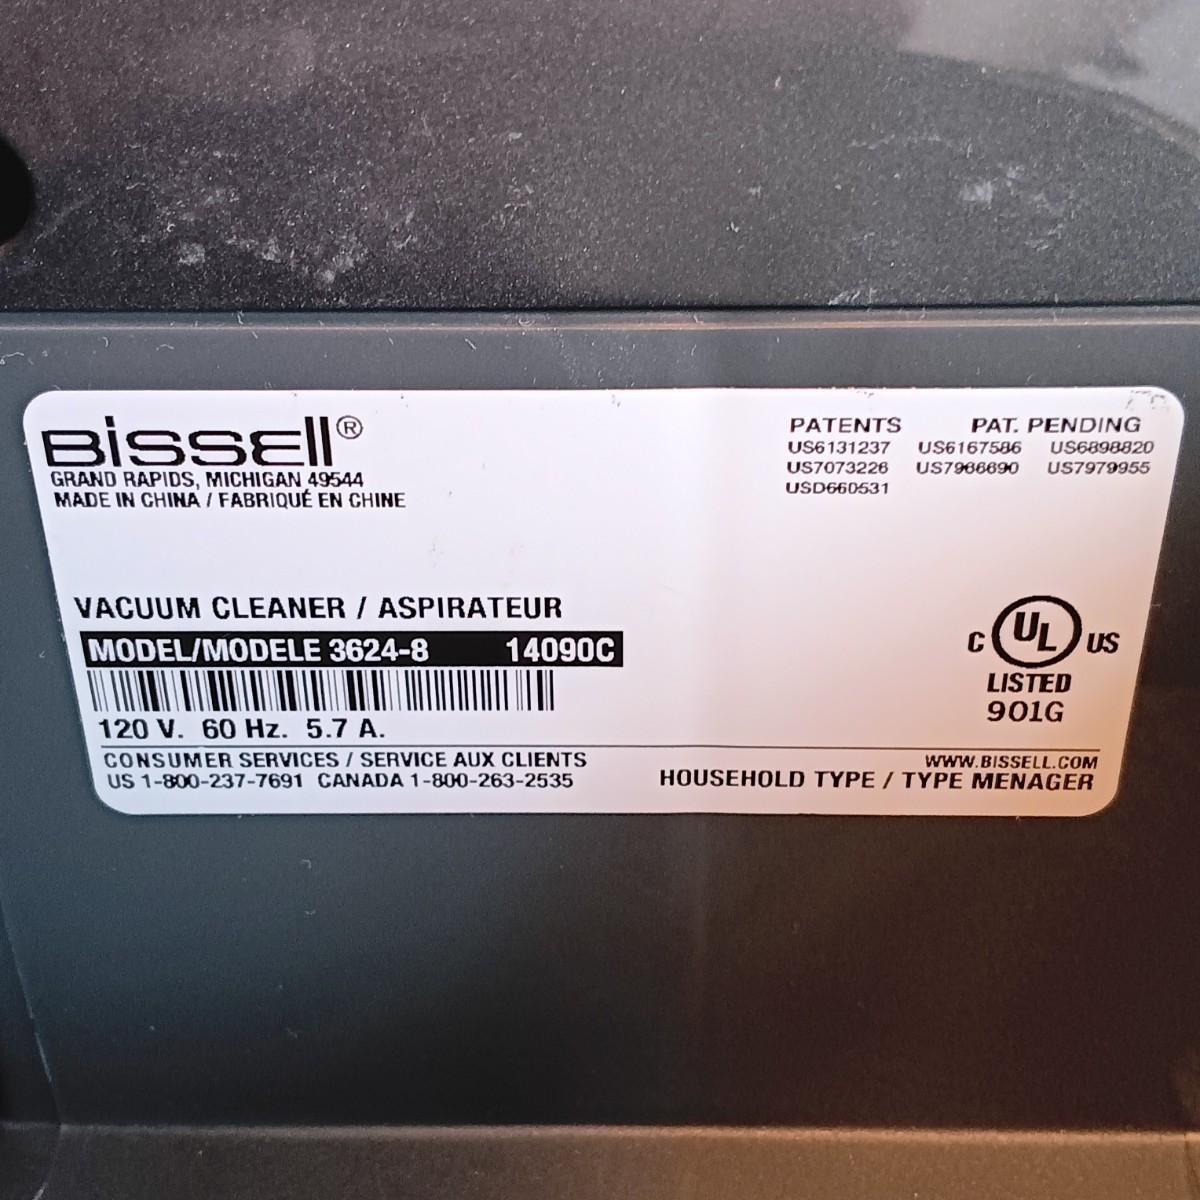 BISSELL®
GRAND RAPIDS, MICHIGAN 49544
MADE IN CHINA / FABRIQUÉ EN CHINE
PATENTS PAT. PENDING
US6131237 US6167586 US6898820
US7073226 US7966690 US7979955
USD660531
VACUUM CLEANER / ASPIRATEUR
MODEL/MODELE 3624-8 14090C
120 V. 60 Hz. 5.7 A.
C UL US
LISTED
901G
CONSUMER SERVICES / SERVICE AUX CLIENTS
US 1-800-237-7691 CANADA 1-800-263-2535
WWW.BISSELL.COM
HOUSEHOLD TYPE / TYPE MENAGER